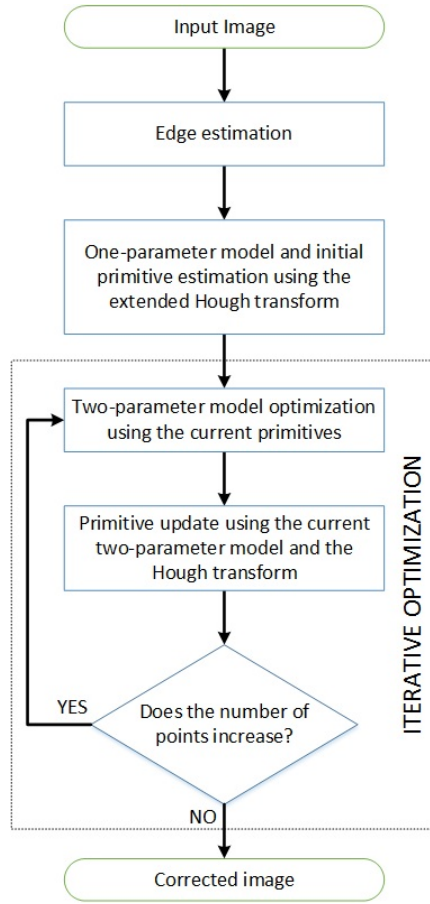 Input Image
Edge estimation
One-parameter model and initial
primitive estimation using the
extended Hough transform
Two-parameter model optimization
using the current primitives
Primitive update using the current
two-parameter model and the
Hough transform
ITERATIVE OPTIMIZATION
YES
Does the number of
points increase?
NO
Corrected image